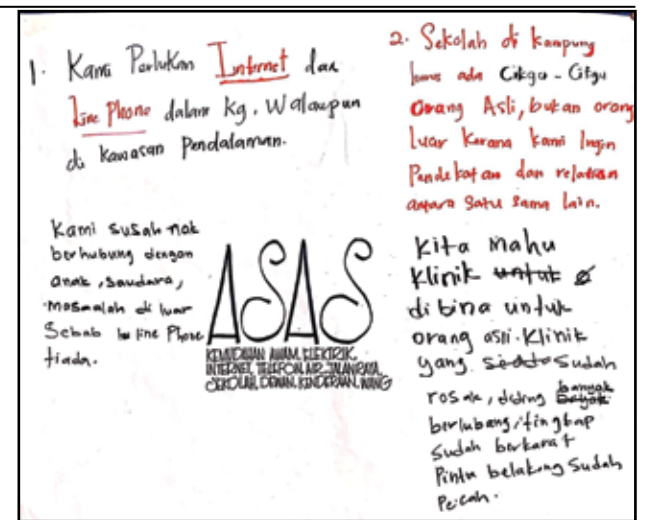 1. Kami Perlukan Internet dan
Line Phone dalam Kg. Walaupun
di Kawasan Pendalaman.
Kami susah nak
berhubung dengan
anak, saudara,
masaalah di luar
Sebab line Phone
tiada.
ASAS
KEMUDAHAN AWAM, ELEKTRIK,
INTERNET, TELEFON, AIR, JALANRAYA,
SEKOLAH, DEWAN, KENDERAAN, WANG
2. Sekolah di kampung
harus ada Cikgu-Cikgu
Orang Asli, bukan orang
luar Kerana kami Ingin
Pendekatan dan relation
antara satu sama lain.
Kita mahu
Klinik untuk
dibina untuk
orang asli. Klinik
yang sudah
rosak, dinding banyak
berlubang, tingkap
sudah berkarat
Pintu belakang sudah
Pecah.